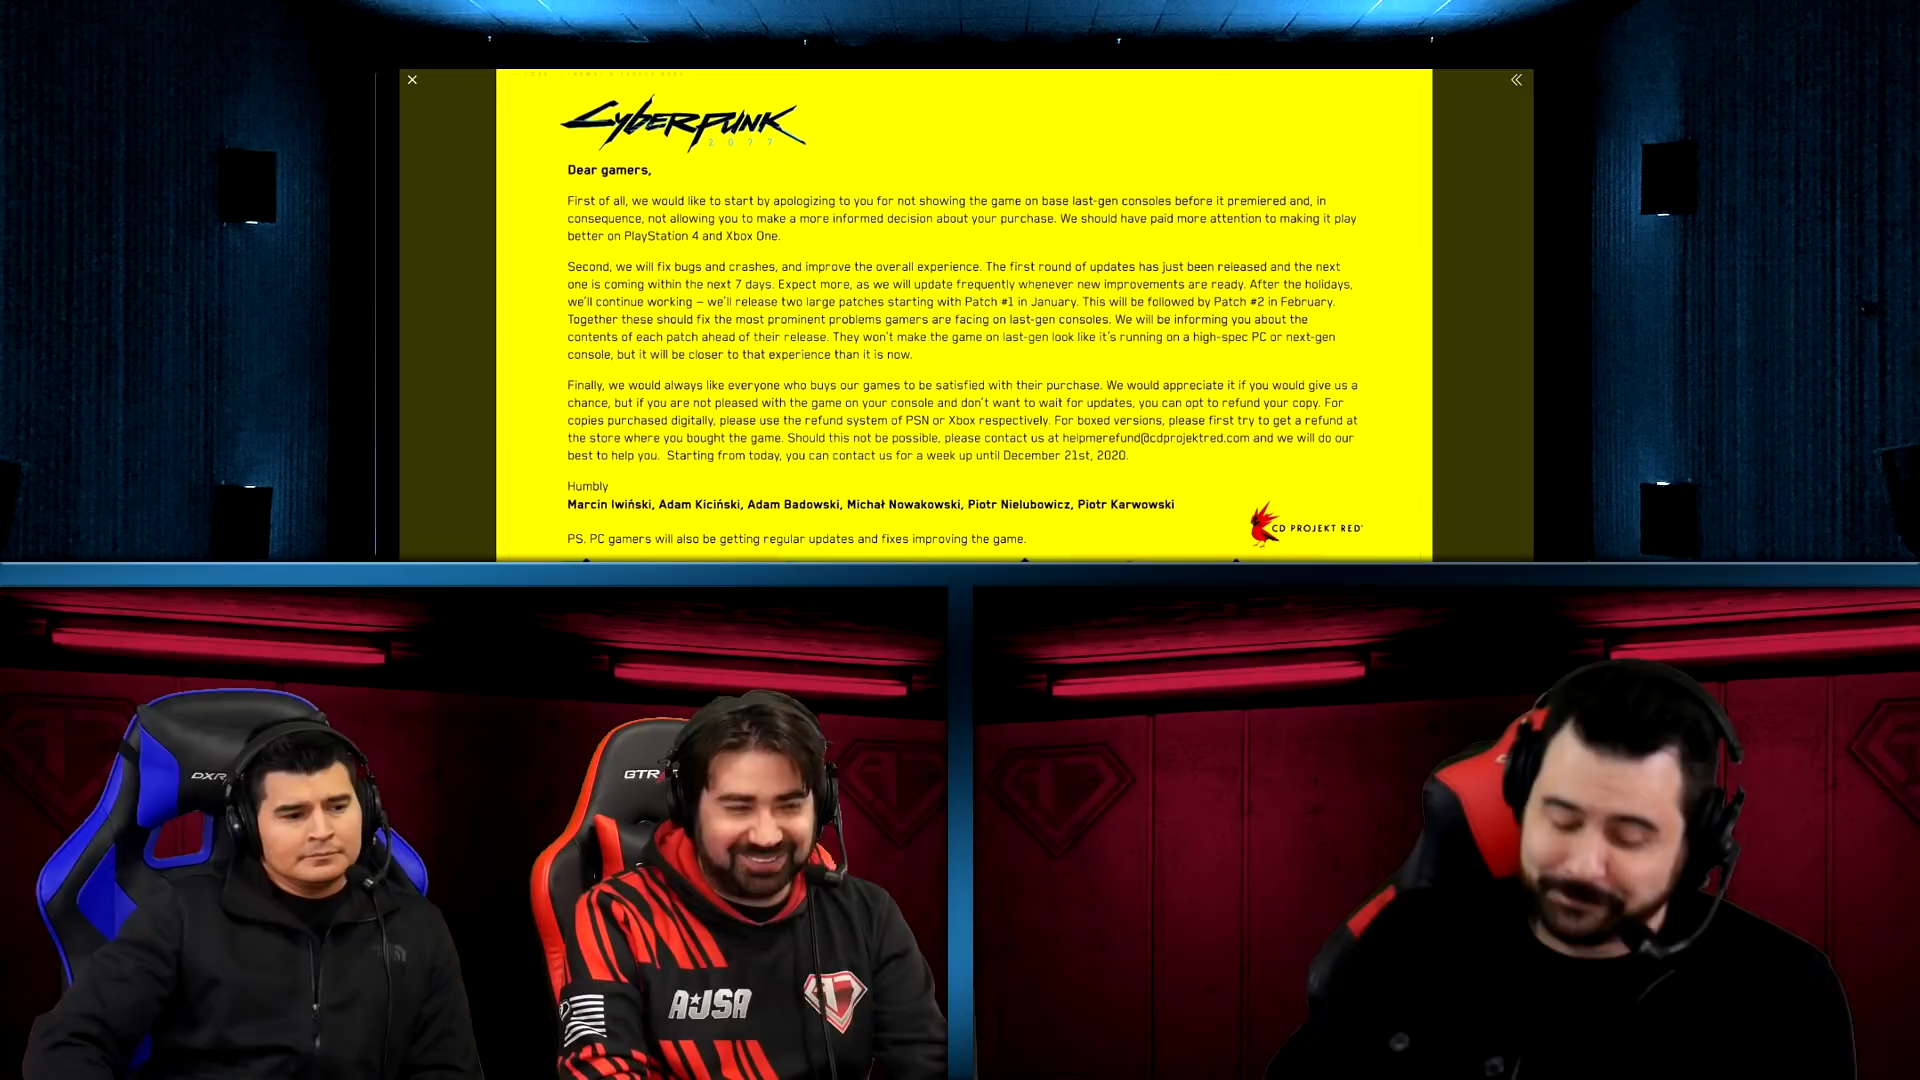 Cyberpunk
2077
Dear gamers,
First of all, we would like to start by apologizing to you for not showing the game on base last-gen consoles before it premiered and, in
consequence, not allowing you to make a more informed decision about your purchase. We should have paid more attention to making it play
better on PlayStation 4 and Xbox One.
Second, we will fix bugs and crashes, and improve the overall experience. The first round of updates has just been released and the next
one is coming within the next 7 days. Expect more, as we will update frequently whenever new improvements are ready. After the holidays,
we'll continue working – we'll release two large patches starting with Patch #1 in January. This will be followed by Patch #2 in February.
Together these should fix the most prominent problems gamers are facing on last-gen consoles. We will be informing you about the
contents of each patch ahead of their release. They won't make the game on last-gen look like it's running on a high-spec PC or next-gen
console, but it will be closer to that experience than it is now.
Finally, we would always like everyone who buys our games to be satisfied with their purchase. We would appreciate it if you would give us a
chance, but if you are not pleased with the game on your console and don't want to wait for updates, you can opt to refund your copy. For
copies purchased digitally, please use the refund system of PSN or Xbox respectively. For boxed versions, please first try to get a refund at
the store where you bought the game. Should this not be possible, please contact us at helpmerefund@cdprojektred.com and we will do our
best to help you.  Starting from today, you can contact us for a week up until December 21st, 2020.
Humbly
Marcin Iwiński, Adam Kiciński, Adam Badowski, Michał Nowakowski, Piotr Nielubowicz, Piotr Karwowski
CD PROJEKT RED
PS. PC gamers will also be getting regular updates and fixes improving the game.
DXR
GTR
AJSA